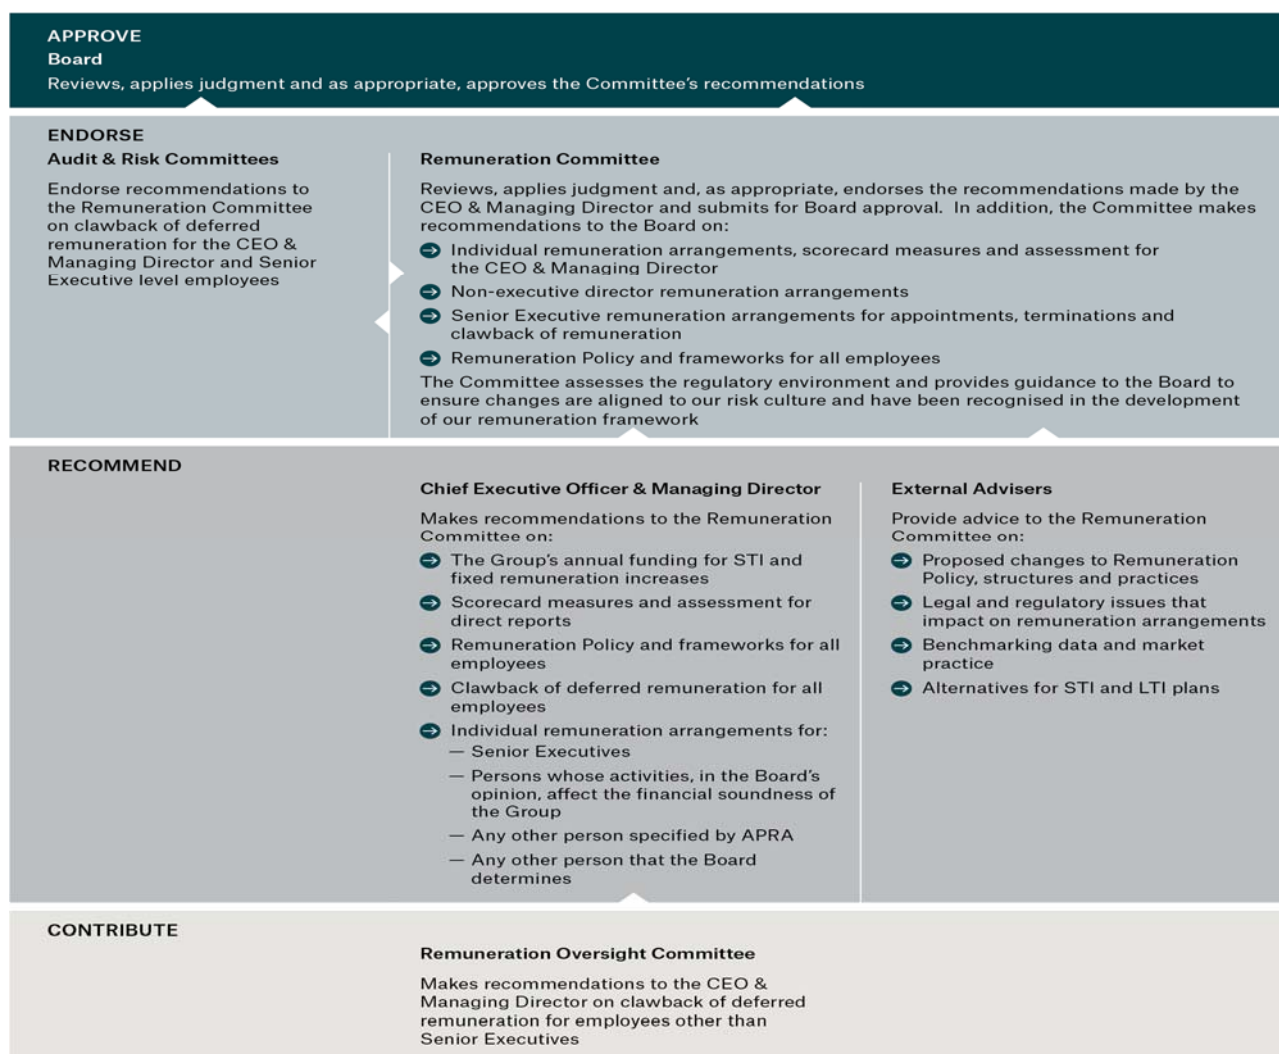 APPROVE
Board
Reviews, applies judgment and as appropriate, approves the Committee's recommendations
ENDORSE
Audit & Risk Committees
Endorse recommendations to
the Remuneration Committee
on clawback of deferred
remuneration for the CEO &
Managing Director and Senior
Executive level employees
Remuneration Committee
Reviews, applies judgment and, as appropriate, endorses the recommendations made by the
CEO & Managing Director and submits for Board approval. In addition, the Committee makes
recommendations to the Board on:
Individual remuneration arrangements, scorecard measures and assessment for
the CEO & Managing Director
Non-executive director remuneration arrangements
Senior Executive remuneration arrangements for appointments, terminations and
clawback of remuneration
Remuneration Policy and frameworks for all employees
The Committee assesses the regulatory environment and provides guidance to the Board to
ensure changes are aligned to our risk culture and have been recognised in the development
of our remuneration framework
RECOMMEND
Chief Executive Officer & Managing Director
Makes recommendations to the Remuneration
Committee on:
The Group's annual funding for STI and
fixed remuneration increases
Scorecard measures and assessment for
direct reports
Remuneration Policy and frameworks for all
employees
Clawback of deferred remuneration for all
employees
Individual remuneration arrangements for:
— Senior Executives
— Persons whose activities, in the Board's
opinion, affect the financial soundness of
the Group
— Any other person specified by APRA
— Any other person that the Board
determines
External Advisers
Provide advice to the Remuneration
Committee on:
Proposed changes to Remuneration
Policy, structures and practices
Legal and regulatory issues that
impact on remuneration arrangements
Benchmarking data and market
practice
Alternatives for STI and LTI plans
CONTRIBUTE
Remuneration Oversight Committee
Makes recommendations to the CEO &
Managing Director on clawback of deferred
remuneration for employees other than
Senior Executives